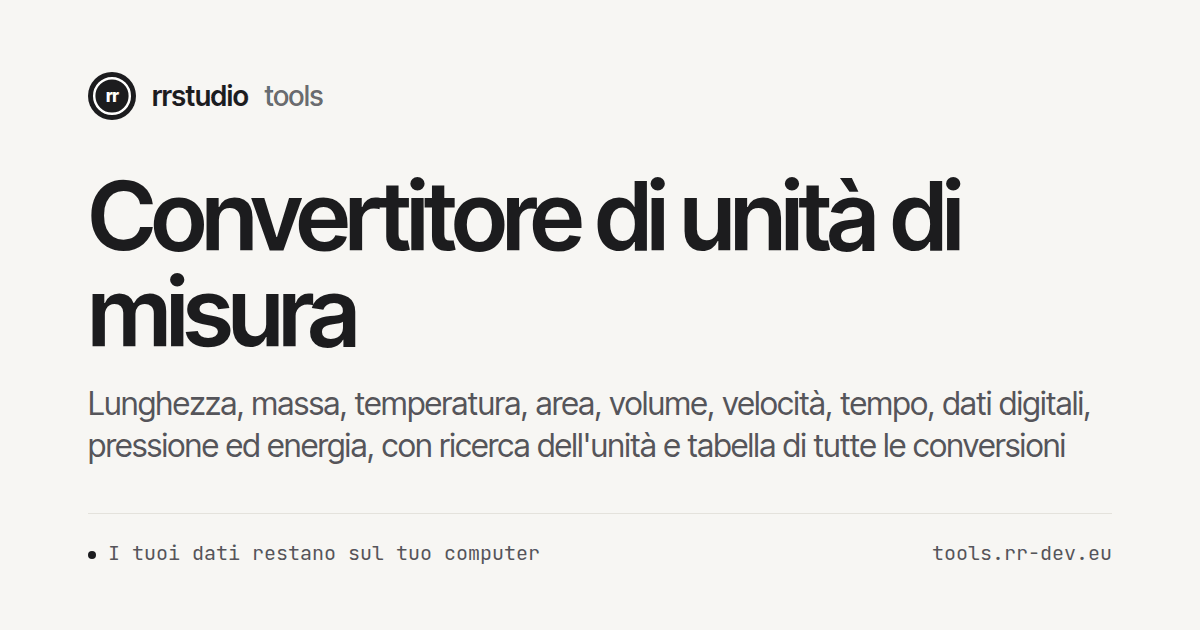 rr rrstudio tools
Convertitore di unità di
misura
Lunghezza, massa, temperatura, area, volume, velocità, tempo, dati digitali,
pressione ed energia, con ricerca dell'unità e tabella di tutte le conversioni
I tuoi dati restano sul tuo computer
tools.rr-dev.eu